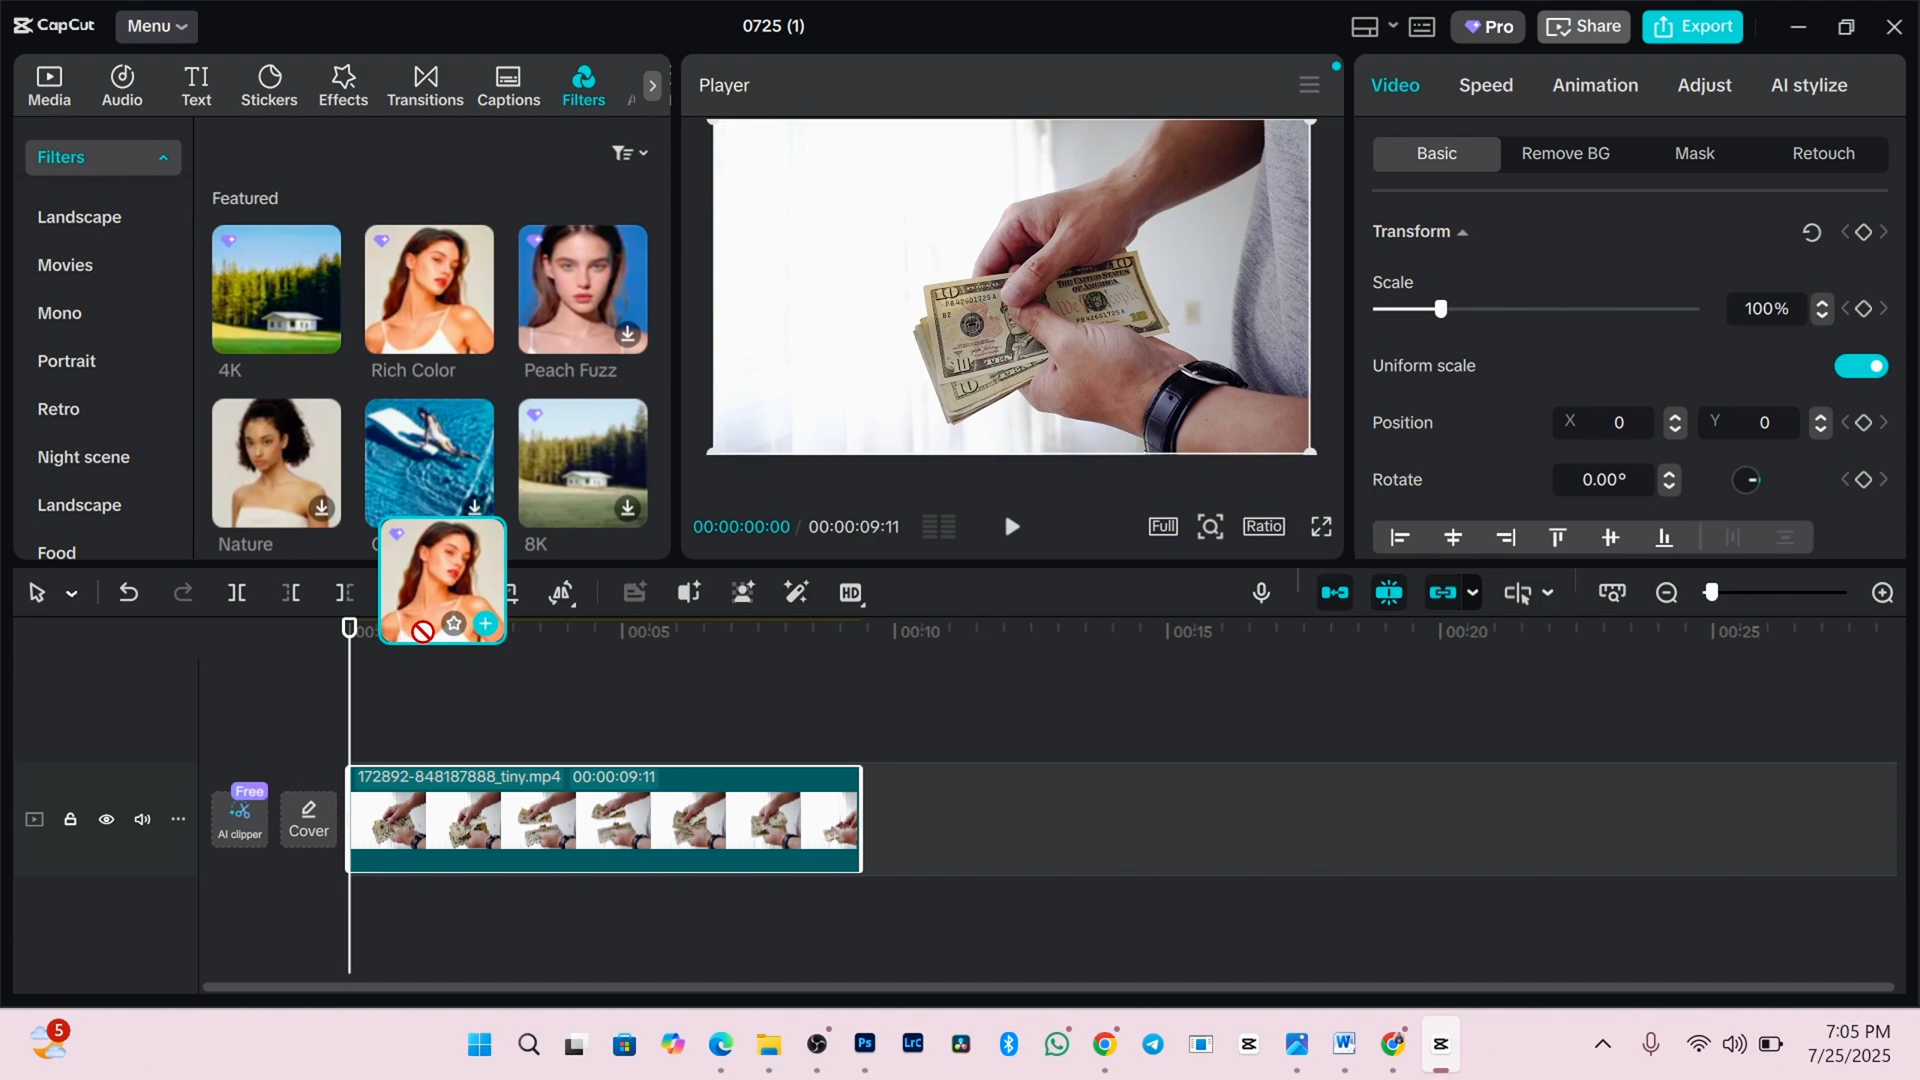 CapCut
Menu
0725 (1)
Pro
Share
Export
Media
Audio
Text
Stickers
Effects
Transitions
Captions
Filters
Player
Video
Speed
Animation
Adjust
AI stylize
Filters
Landscape
Movies
Mono
Portrait
Retro
Night scene
Landscape
Food
Featured
4K
Rich Color
Peach Fuzz
Nature
8K
00:00:00:00 / 00:00:09:11
Full
Ratio
Basic
Remove BG
Mask
Retouch
Transform
Scale
100%
Uniform scale
Position
X 0
Y 0
Rotate
0.00°
HD
00:05
00:10
00:15
00:20
00:25
172892-848187888_tiny.mp4 00:00:09:11
Free
AI clipper
Cover
5
Ps
LrC
W
7:05 PM
7/25/2025